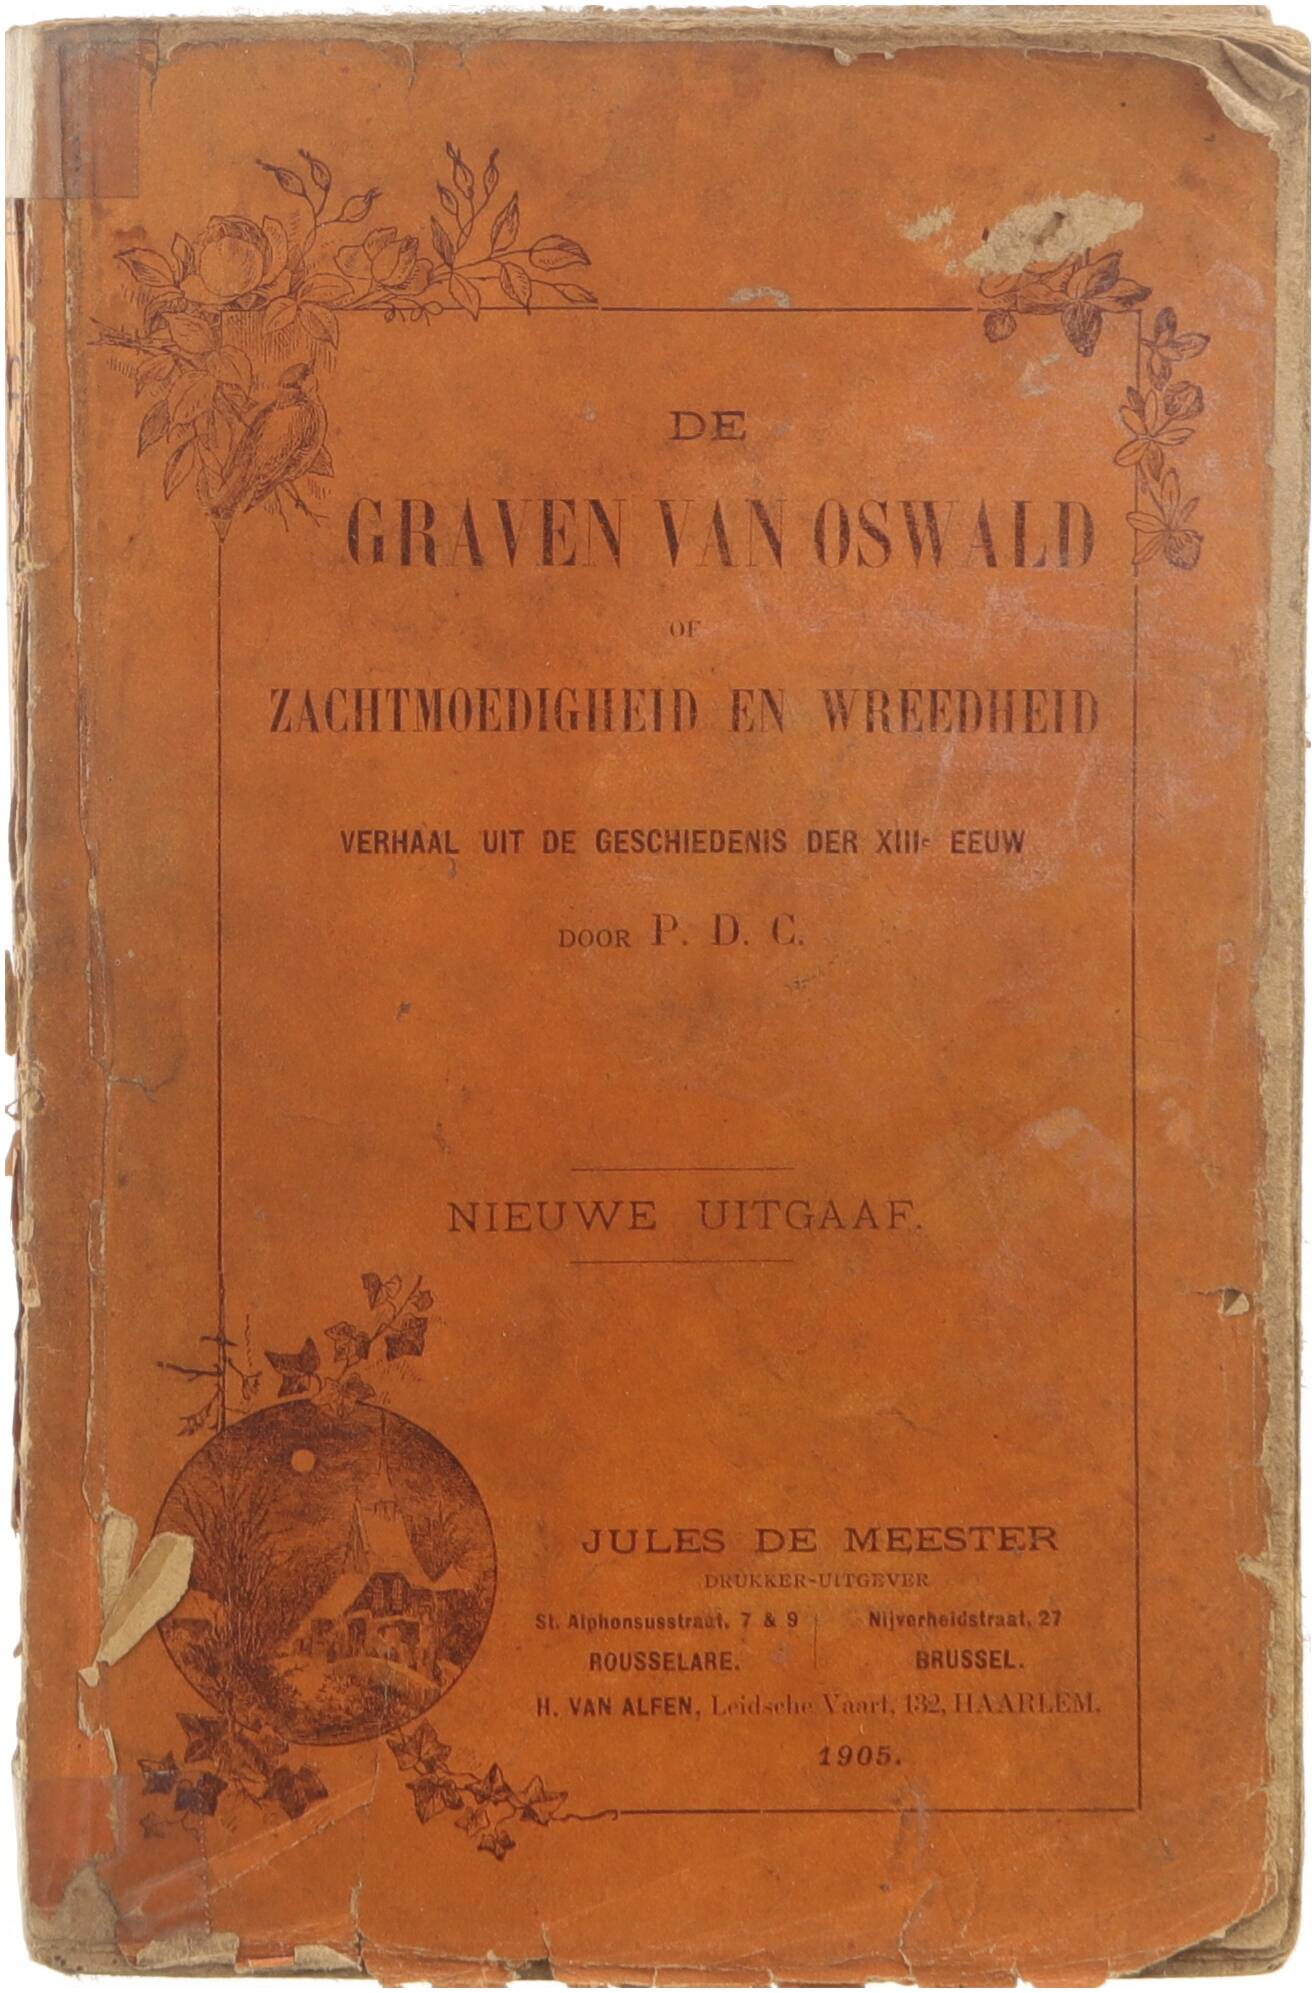 DE
GRAVEN VAN OSWALD
OF
ZACHTMOEDIGHEID EN WREEDHEID
VERHAAL UIT DE GESCHIEDENIS DER XIIIe EEUW
DOOR P. D. C.
NIEUWE UITGAAF.
JULES DE MEESTER
DRUKKER-UITGEVER
St. Alphonsusstraat, 7 & 9 Nijverheidstraat, 27
ROUSSELARE. BRUSSEL.
H. VAN ALFEN, Leidsche Vaart, 132, HAARLEM.
1905.